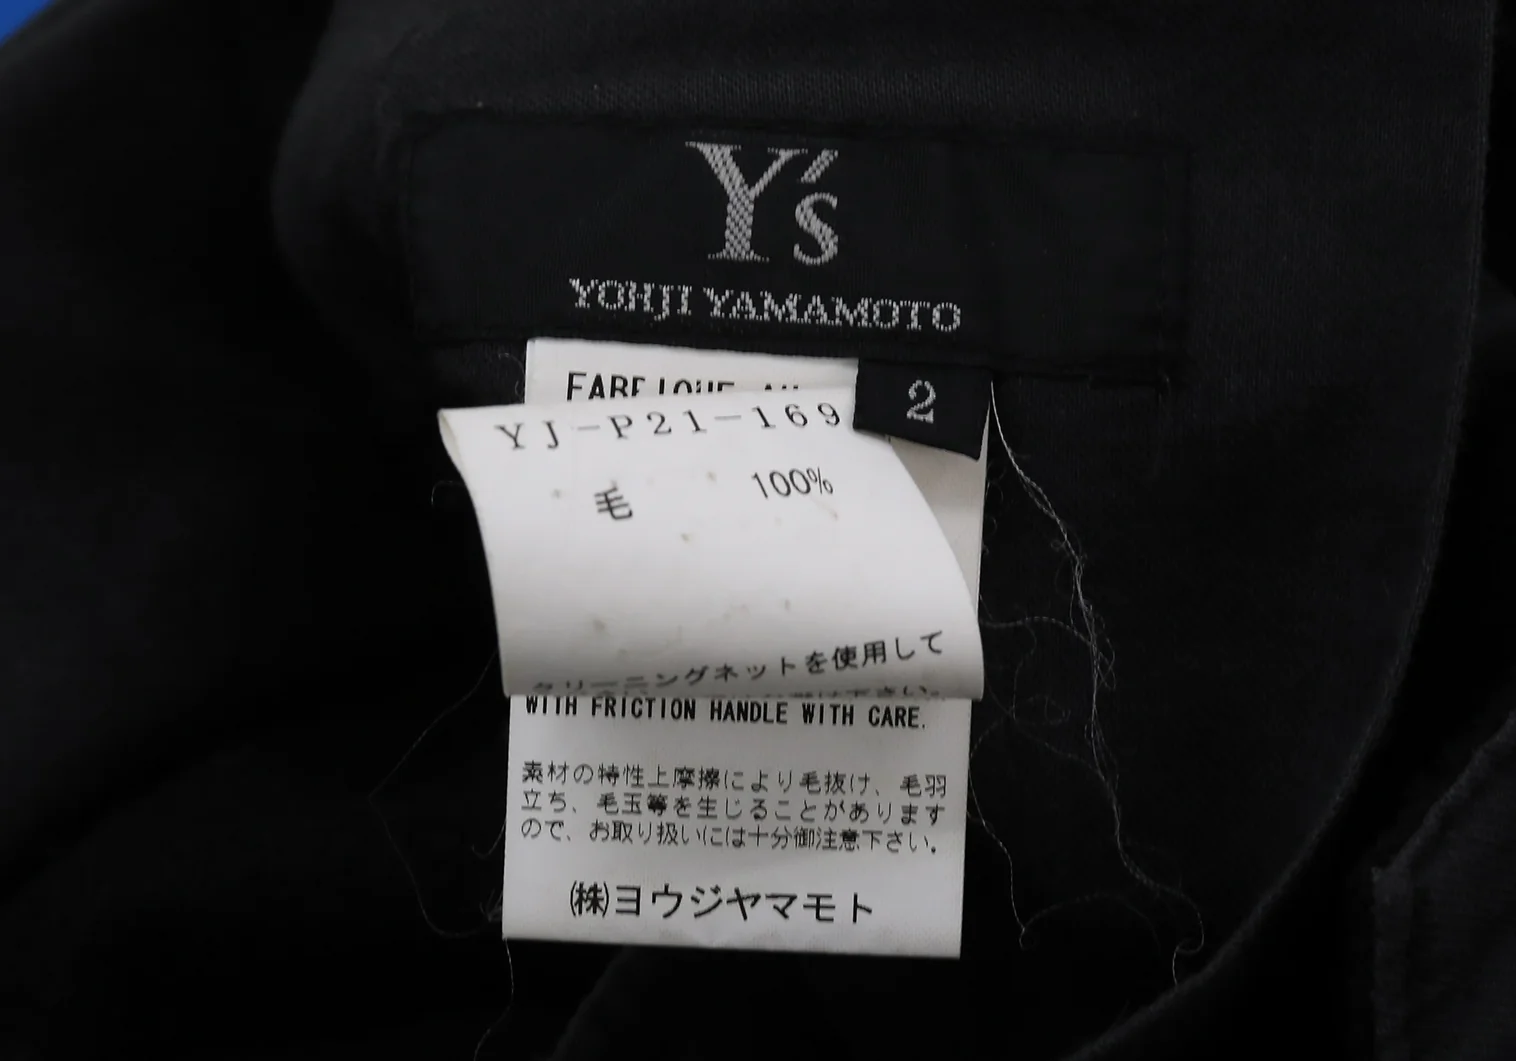 Y's
YOHJI YAMAMOTO
2
YJ-P21-169
毛 100%
クリーニングネットを使用して
WITH FRICTION HANDLE WITH CARE.
素材の特性上摩擦により毛抜け、毛羽
立ち、毛玉等を生じることがあります
ので、お取り扱いには十分御注意下さい。
㈱ヨウジヤマモト